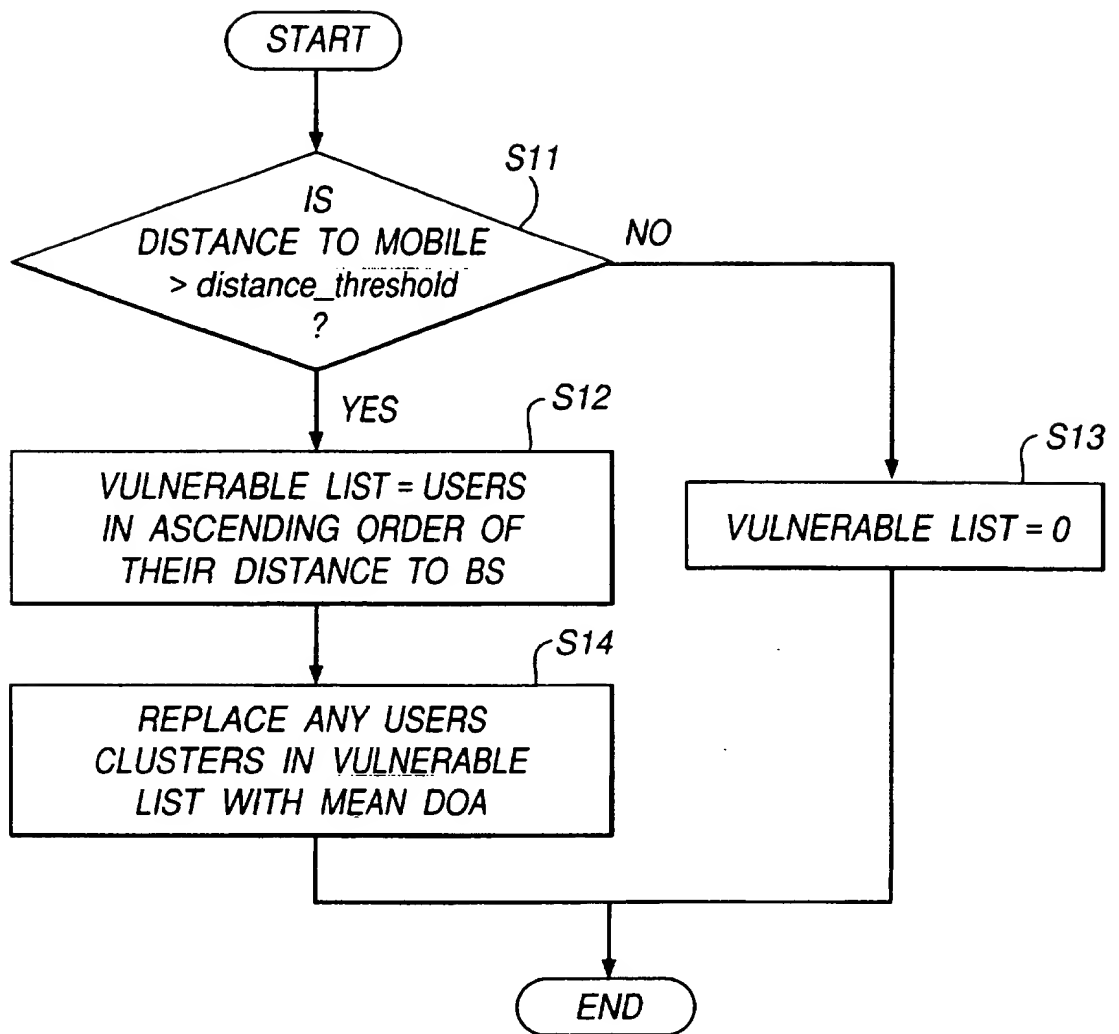 START
S11
IS
DISTANCE TO MOBILE
> distance_threshold
?
NO
YES
S12
VULNERABLE LIST = USERS
IN ASCENDING ORDER OF
THEIR DISTANCE TO BS
S13
VULNERABLE LIST = 0
S14
REPLACE ANY USERS
CLUSTERS IN VULNERABLE
LIST WITH MEAN DOA
END